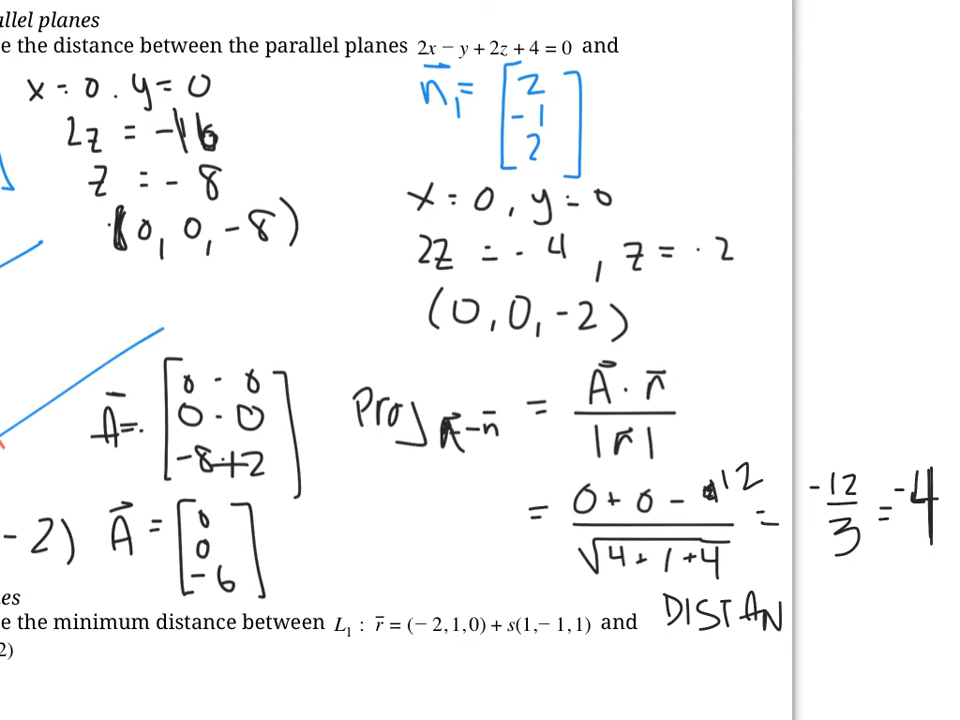 allel planes
e the distance between the parallel planes 2x − y + 2z + 4 = 0 and
x = 0 . y = 0
2z = -16
z = - 8
(0, 0, -8)
n₁ = [2
-1
2]
x = 0, y = 0
2z = - 4 , z = - 2
(0, 0, -2)
A = [0 - 0
0 - 0
-8+2]
Proj A→n = A · n / |n|
= 0 + 0 - 12 / √4+1+4 = -12/3 = -4
-2) A = [0
0
-6]
es
e the minimum distance between L₁ : r = (− 2, 1, 0) + s(1, − 1, 1) and
2)
DISTAN